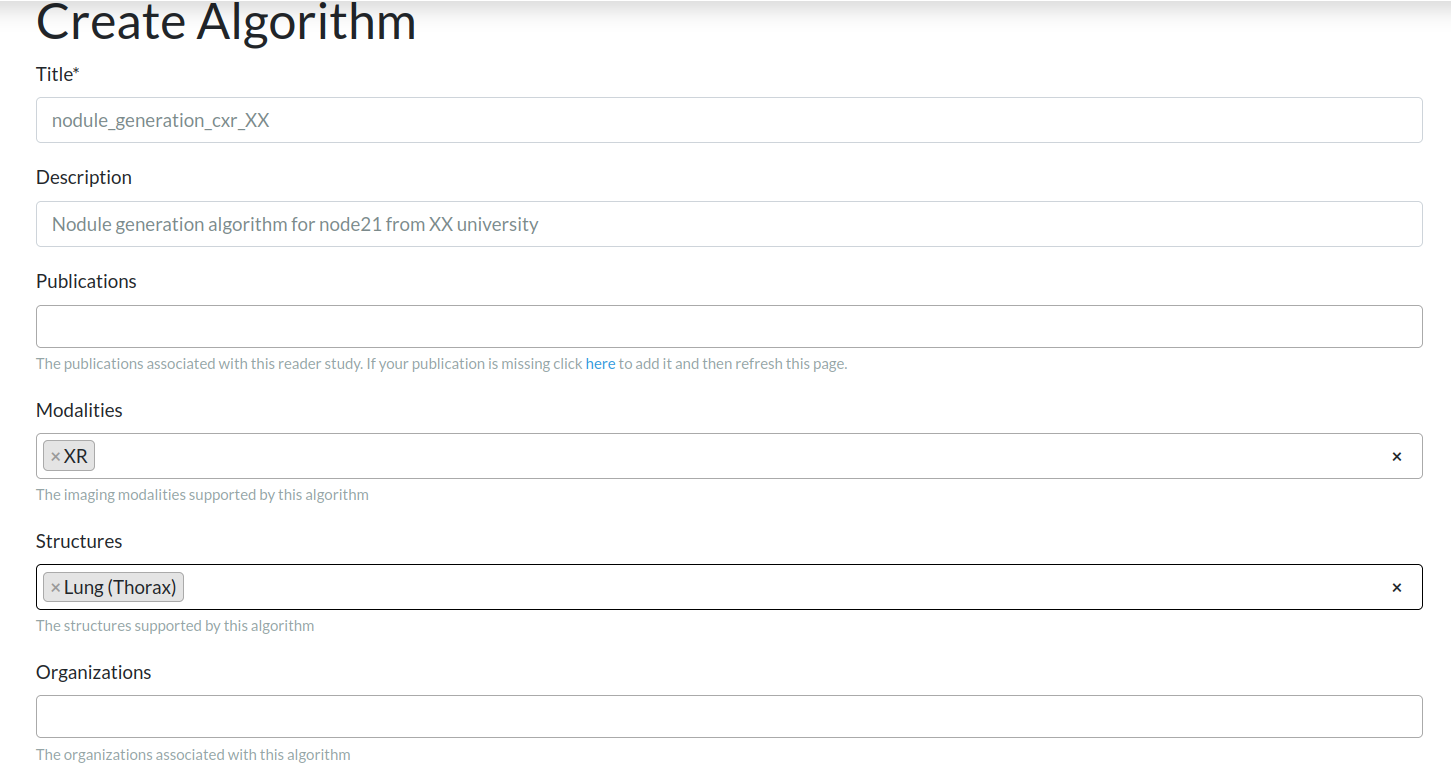 Create Algorithm
Title*
nodule_generation_cxr_XX
Description
Nodule generation algorithm for node21 from XX university
Publications
The publications associated with this reader study. If your publication is missing click here to add it and then refresh this page.
Modalities
× XR ×
The imaging modalities supported by this algorithm
Structures
× Lung (Thorax) ×
The structures supported by this algorithm
Organizations
The organizations associated with this algorithm